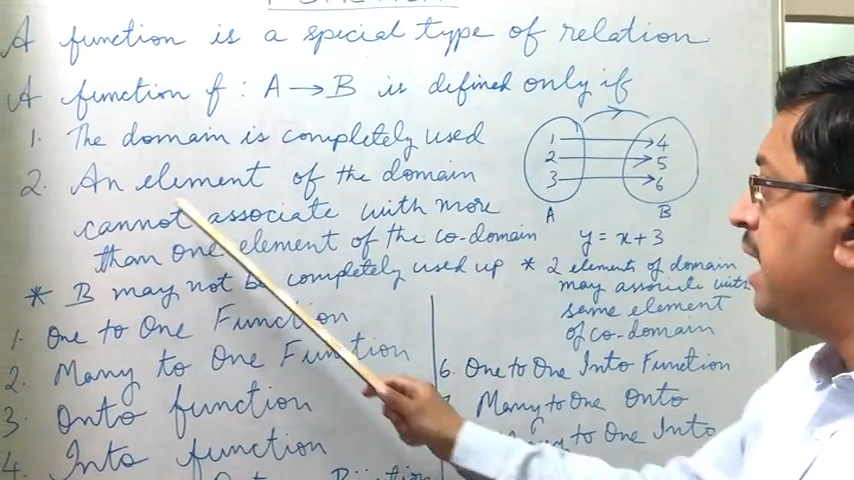 A function is a special type of relation
A function f : A → B is defined only if
1. The domain is completely used
2. An element of the domain
cannot associate with more
than one element of the co-domain
* B may not be completely used up
1 → 4
2 → 5
3 → 6
A B
y = x + 3
* 2 elements of domain
may associate with
same element
of co-domain
1. One to One Function
2. Many to One Function
3. Onto function
4. Into function
6. One to One Into Function
Many to One Onto
to One Into